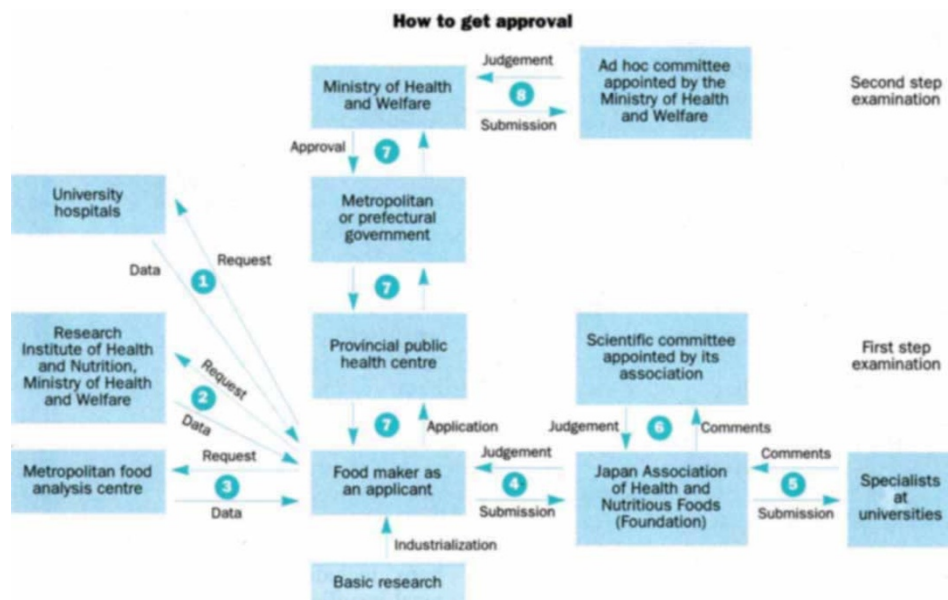 How to get approval
Ministry of Health
and Welfare
Judgement
8
Submission
Ad hoc committee
appointed by the
Ministry of Health
and Welfare
Second step
examination
Approval
7
University
hospitals
Metropolitan
or prefectural
government
Data
1
Request
7
Research
Institute of Health
and Nutrition,
Ministry of Health
and Welfare
Request
2
Data
Provincial public
health centre
Scientific committee
appointed by its
association
First step
examination
7
Application
Judgement
6
Comments
Metropolitan food
analysis centre
Request
3
Data
Food maker as
an applicant
Judgement
4
Submission
Japan Association
of Health and
Nutritious Foods
(Foundation)
Comments
5
Submission
Specialists
at
universities
Industrialization
Basic research